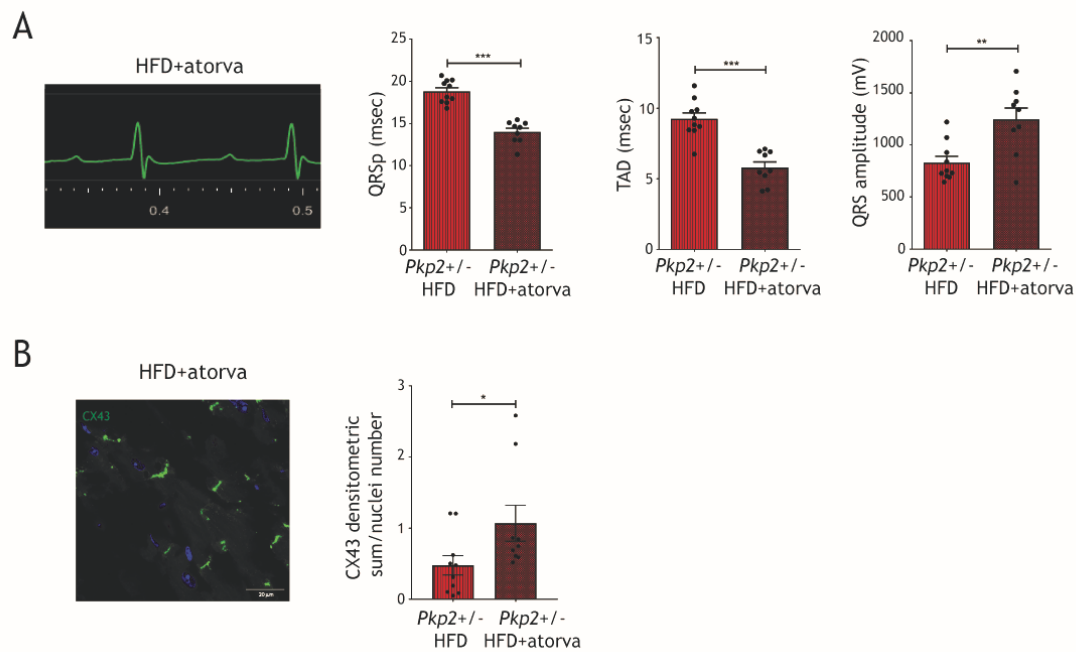 A
HFD+atorva
0.4
0.5
QRSp (msec)
25
20
15
10
5
0
***
Pkp2+/-
HFD
Pkp2+/-
HFD+atorva
TAD (msec)
15
10
5
0
***
Pkp2+/-
HFD
Pkp2+/-
HFD+atorva
QRS amplitude (mV)
2000
1500
1000
500
0
**
Pkp2+/-
HFD
Pkp2+/-
HFD+atorva
B
HFD+atorva
CX43
20 µm
CX43 densitometric
sum/nuclei number
3
2
1
0
*
Pkp2+/-
HFD
Pkp2+/-
HFD+atorva